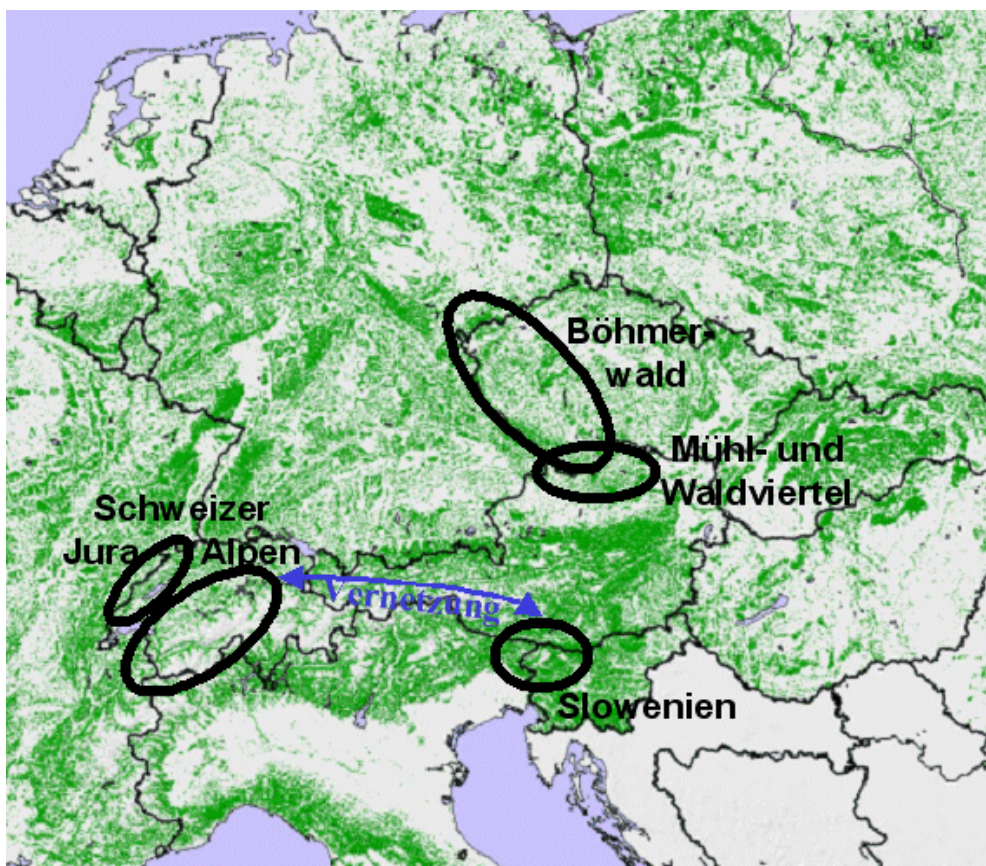 Böhmer-
wald
Mühl- und
Waldviertel
Schweizer
Jura Alpen
Vernetzung
Slowenien